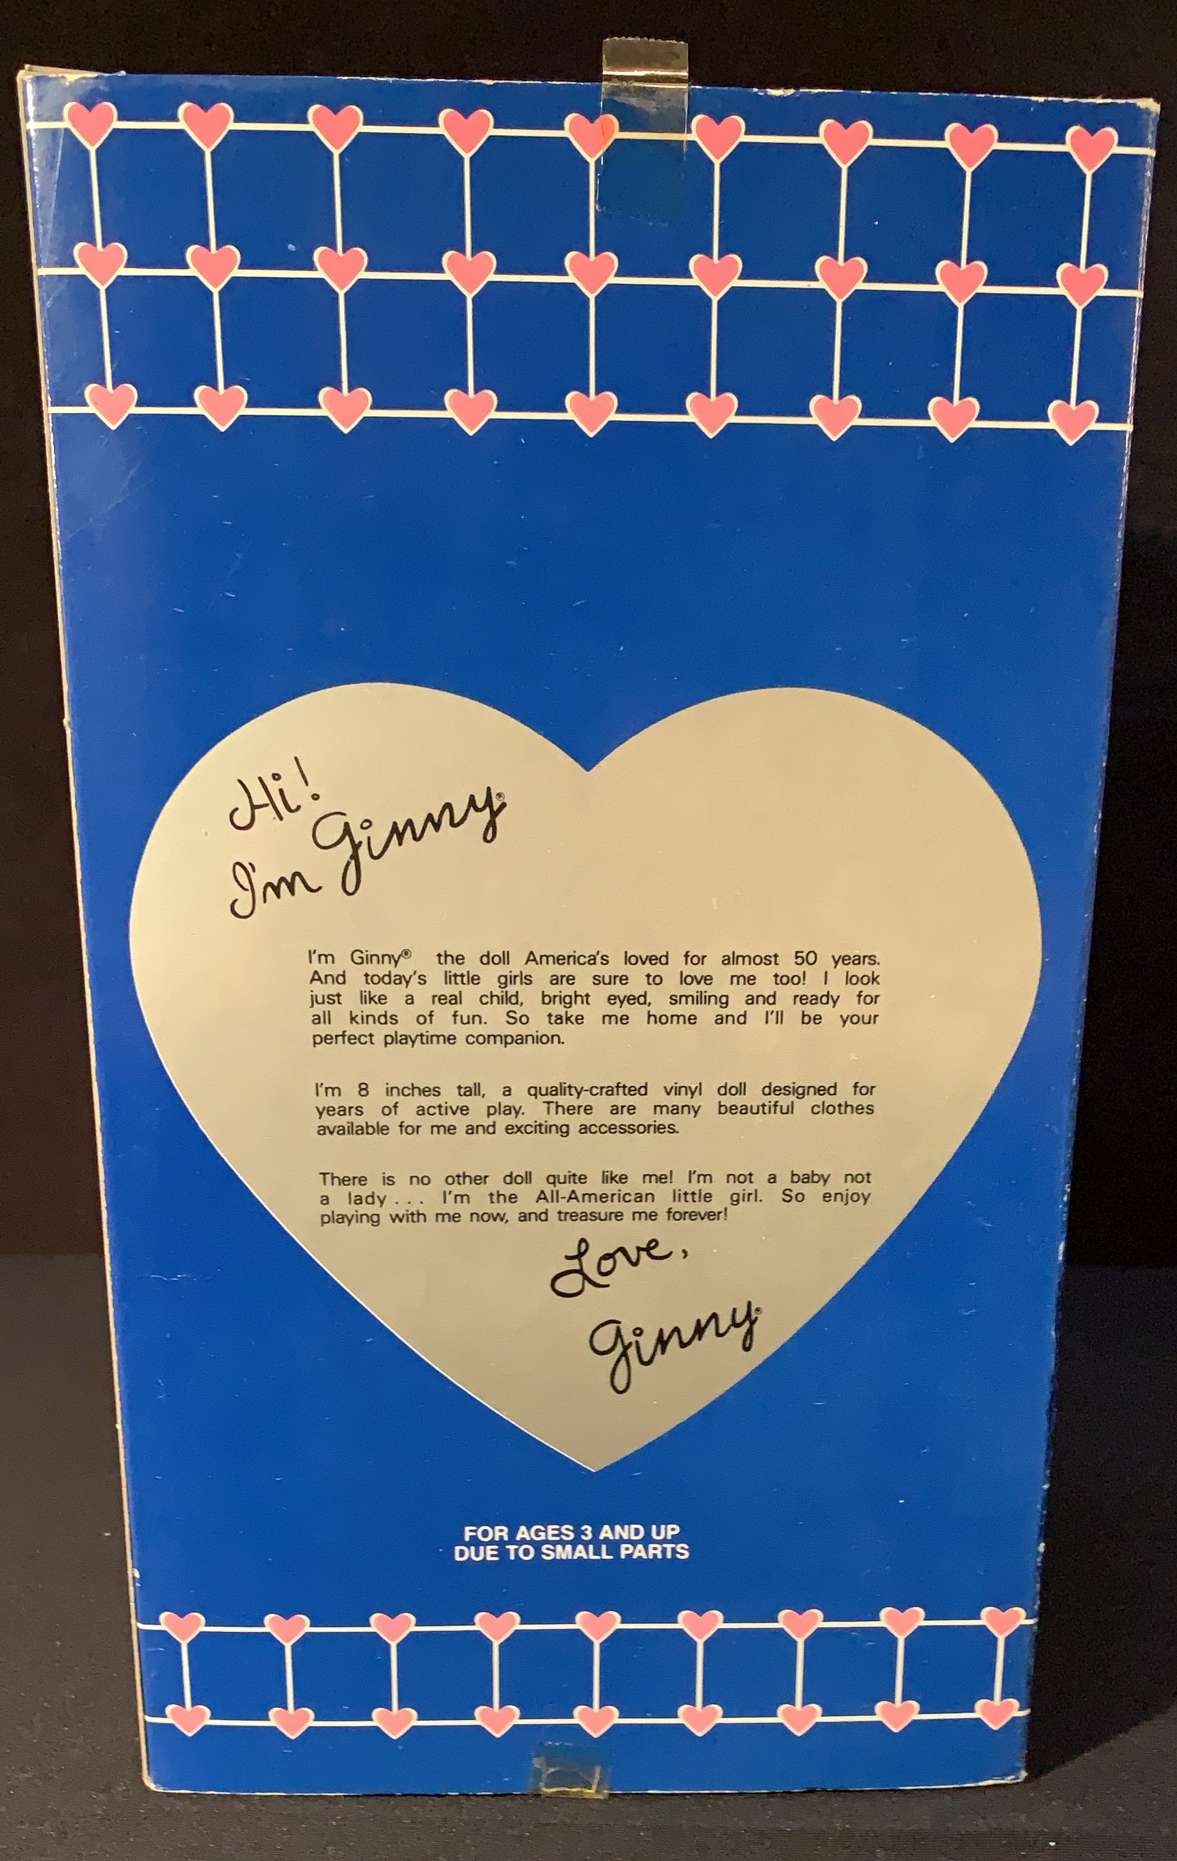 Hi!
I'm Ginny®
I'm Ginny® the doll America's loved for almost 50 years.
And today's little girls are sure to love me too! I look
just like a real child, bright eyed, smiling and ready for
all kinds of fun. So take me home and I'll be your
perfect playtime companion.
I'm 8 inches tall, a quality-crafted vinyl doll designed for
years of active play. There are many beautiful clothes
available for me and exciting accessories.
There is no other doll quite like me! I'm not a baby not
a lady . . . I'm the All-American little girl. So enjoy
playing with me now, and treasure me forever!
Love,
Ginny®
FOR AGES 3 AND UP
DUE TO SMALL PARTS